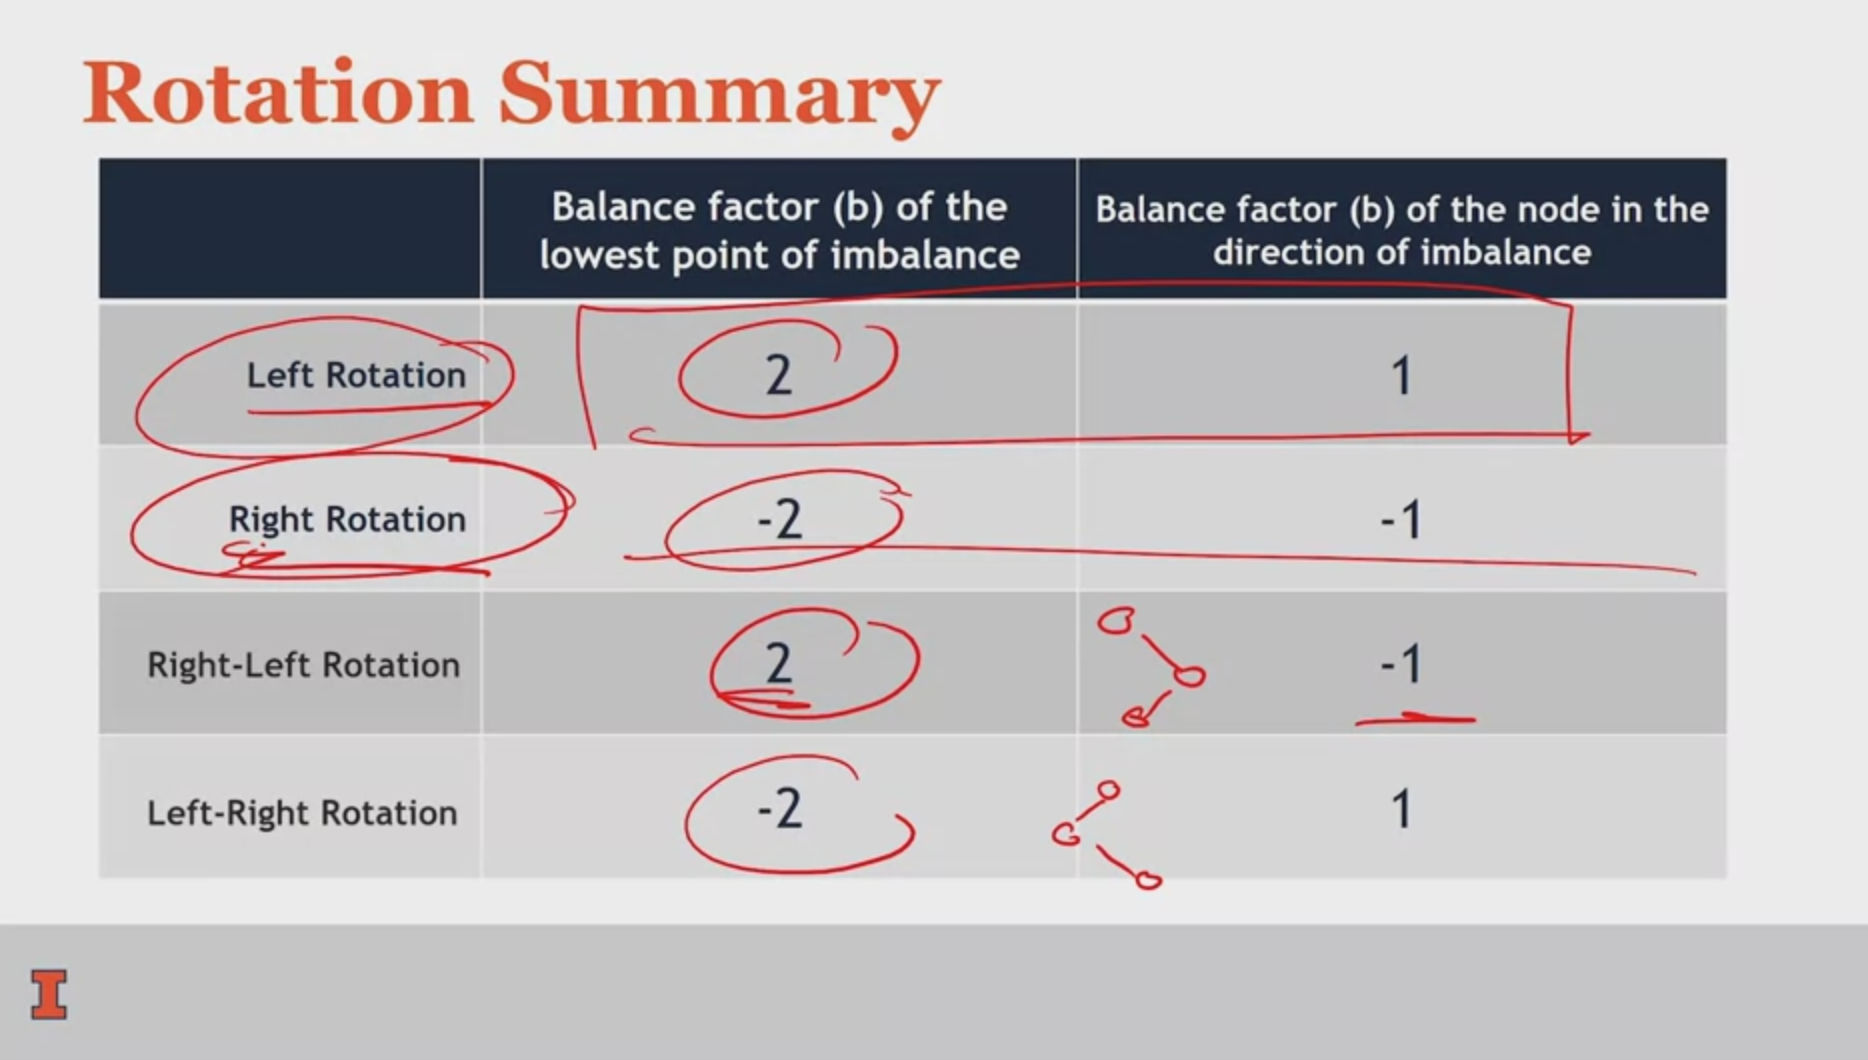 Rotation Summary
Balance factor (b) of the
lowest point of imbalance
Balance factor (b) of the node in the
direction of imbalance
Left Rotation 2 1
Right Rotation -2 -1
Right-Left Rotation 2 -1
Left-Right Rotation -2 1
I